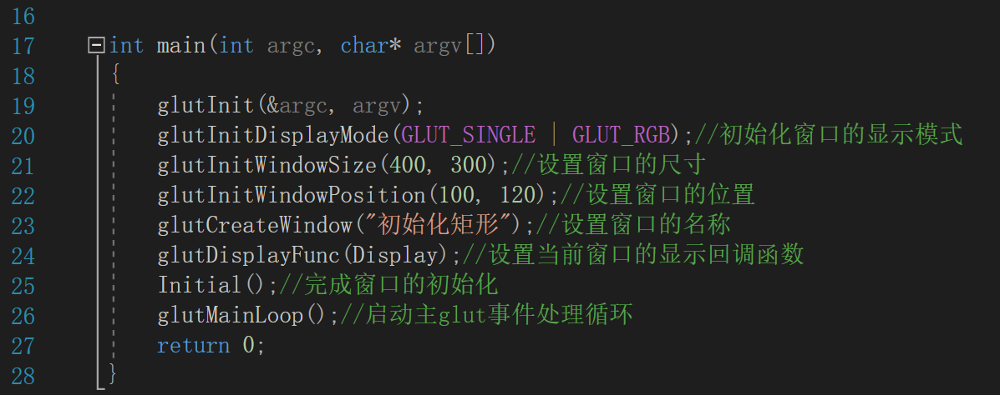 16
17 int main(int argc, char* argv[])
18 {
19 glutInit(&argc, argv);
20 glutInitDisplayMode(GLUT_SINGLE | GLUT_RGB);//初始化窗口的显示模式
21 glutInitWindowSize(400, 300);//设置窗口的尺寸
22 glutInitWindowPosition(100, 120);//设置窗口的位置
23 glutCreateWindow("初始化矩形");//设置窗口的名称
24 glutDisplayFunc(Display);//设置当前窗口的显示回调函数
25 Initial();//完成窗口的初始化
26 glutMainLoop();//启动主glut事件处理循环
27 return 0;
28 }